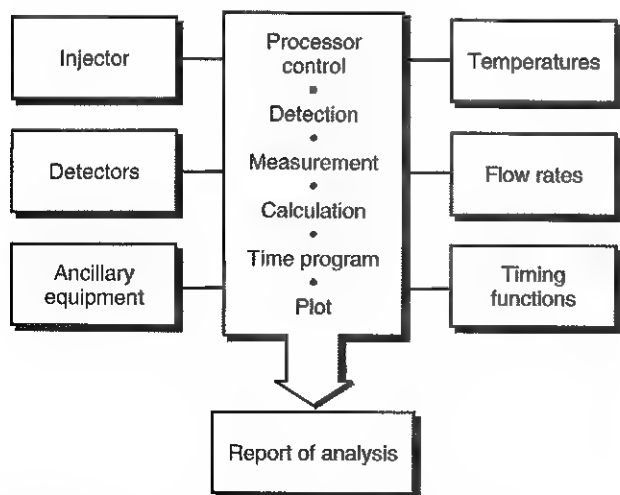 Injector
Detectors
Ancillary
equipment
Processor
control
•
Detection
•
Measurement
•
Calculation
•
Time program
•
Plot
Temperatures
Flow rates
Timing
functions
Report of analysis